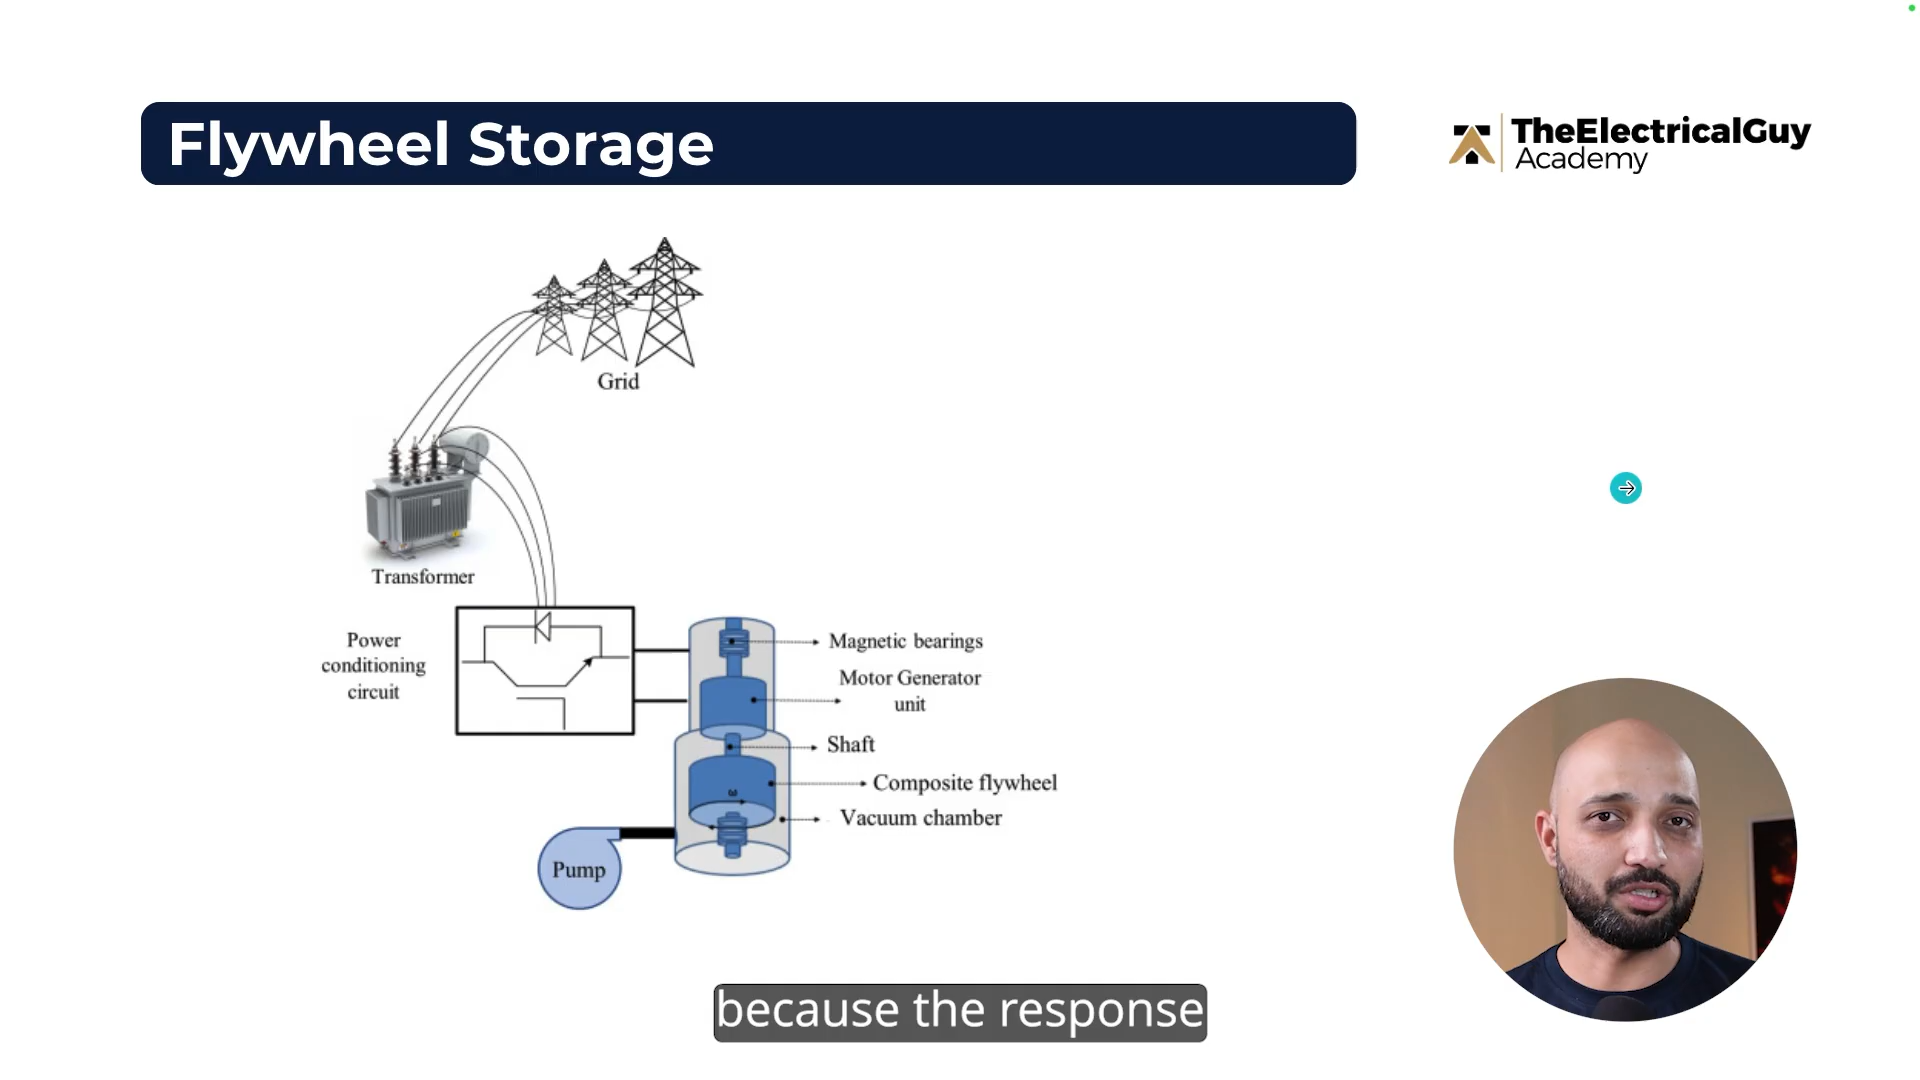 Flywheel Storage
TheElectricalGuy
Academy
Grid
Transformer
Power
conditioning
circuit
Magnetic bearings
Motor Generator
unit
Shaft
Composite flywheel
ω
Vacuum chamber
Pump
because the response